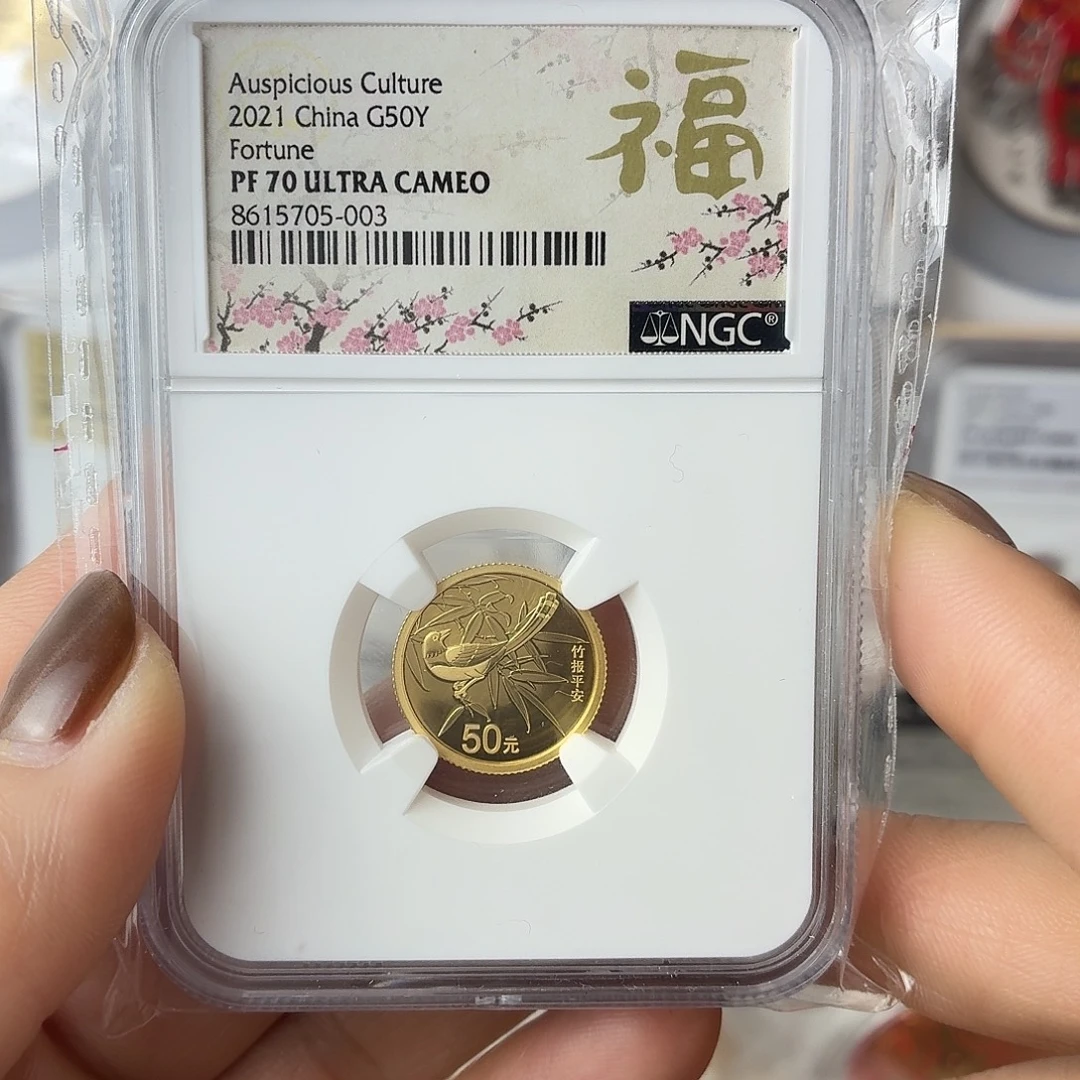 Auspicious Culture
2021 China G50Y
Fortune
PF 70 ULTRA CAMEO
8615705-003
福
NGC®
竹报平安
50元